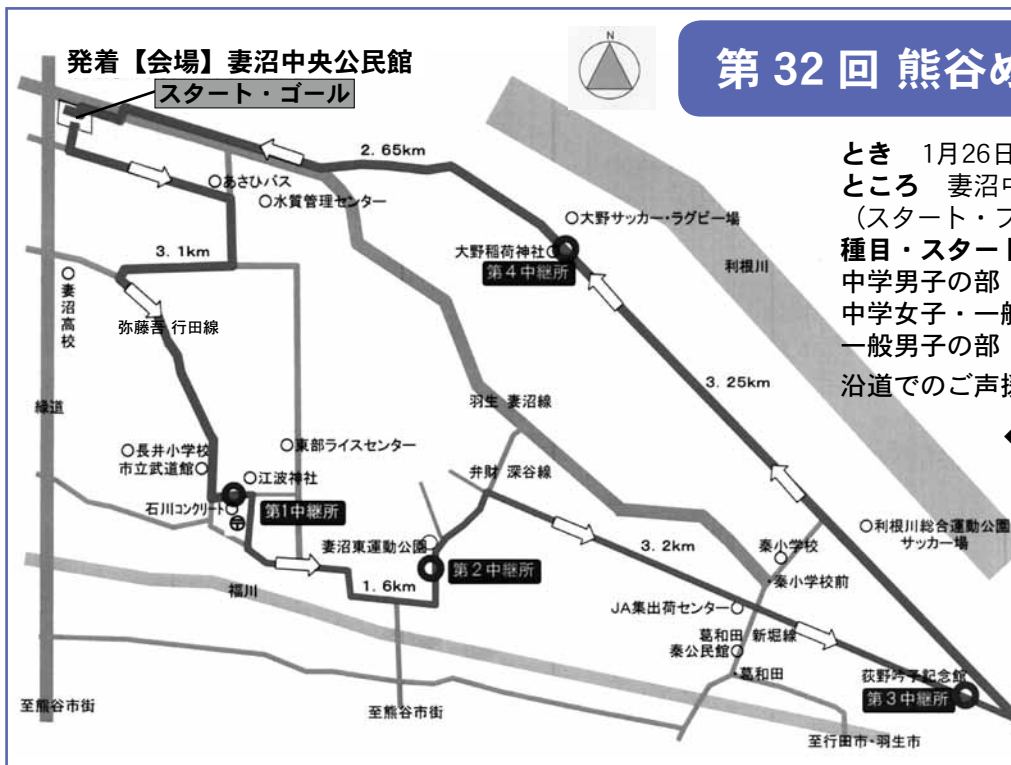 発着【会場】妻沼中央公民館
スタート・ゴール
N
第 32 回 熊谷め
とき 1月26日
ところ 妻沼中
(スタート・フ
種目・スタート
中学男子の部
中学女子・一般
一般男子の部
沿道でのご声援
2. 65km
あさひバス
水質管理センター
大野サッカー・ラグビー場
大野稲荷神社
第4中継所
利根川
3. 1km
妻沼高校
弥藤吾 行田線
3. 25km
羽生 妻沼線
緑道
長井小学校
市立武道館
東部ライスセンター
江波神社
弁財 深谷線
石川コンクリート
第1中継所
利根川総合運動公園
サッカー場
妻沼東運動公園
第2中継所
3. 2km
秦小学校
・秦小学校前
福川
1. 6km
JA集出荷センター
葛和田 新堀線
秦公民館
・葛和田
荻野吟子記念館
第3中継所
至熊谷市街
至熊谷市街
至行田市・羽生市